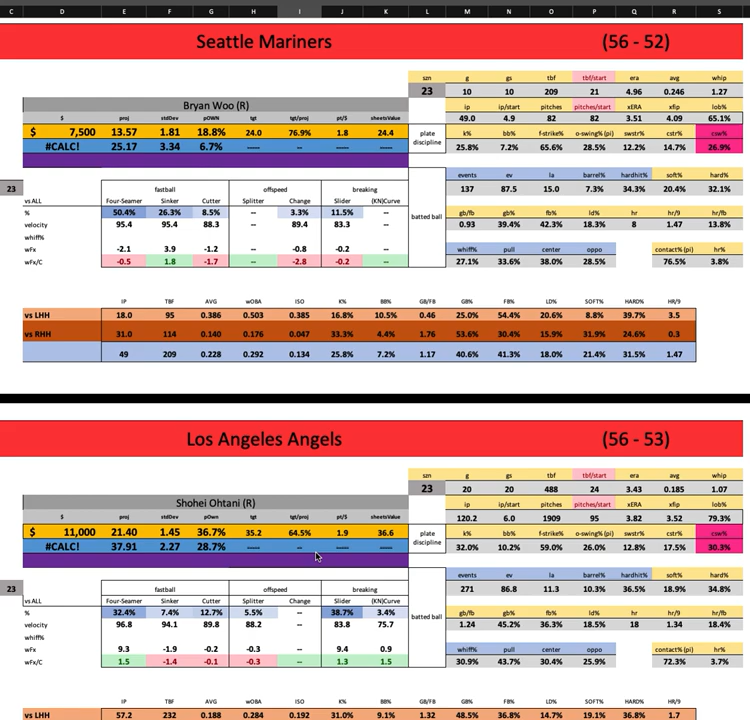 C D E F G H I J K L M N O P Q R S
Seattle Mariners (56 - 52)
szn g gs tbf tbf/start era avg whip
23 10 10 209 21 4.96 0.246 1.27
Bryan Woo (R) ip ip/start pitches pitches/start xERA xfip lob%
$ proj stdDev pOWN tgt tgt/proj pt/$ sheetsValue 49.0 4.9 82 82 3.51 4.09 65.1%
$ 7,500 13.57 1.81 18.8% 24.0 76.9% 1.8 24.4 plate discipline k% bb% f-strike% o-swing% (pi) swstr% cstr% csw%
#CALC! 25.17 3.34 6.7% ---- -- ---- ---- 25.8% 7.2% 65.6% 28.5% 12.2% 14.7% 26.9%
events ev la barrel% hardhit% soft% hard%
23 fastball offspeed breaking 137 87.5 15.0 7.3% 34.3% 20.4% 32.1%
vs ALL Four-Seamer Sinker Cutter Splitter Change Slider (KN)Curve
% 50.4% 26.3% 8.5% -- 3.3% 11.5% -- batted ball gb/fb gb% fb% ld% hr hr/9 hr/fb
velocity 95.4 95.4 88.3 -- 89.4 83.3 -- 0.93 39.4% 42.3% 18.3% 8 1.47 13.8%
whiff%
wFx -2.1 3.9 -1.2 -- -0.8 -0.2 -- whiff% pull center oppo contact% (pi) hr%
wFx/C -0.5 1.8 -1.7 -- -2.8 -0.2 -- 27.1% 33.6% 38.0% 28.5% 76.5% 3.8%
IP TBF AVG wOBA ISO K% BB% GB/FB GB% FB% LD% SOFT% HARD% HR/9
vs LHH 18.0 95 0.386 0.503 0.385 16.8% 10.5% 0.46 25.0% 54.4% 20.6% 8.8% 39.7% 3.5
vs RHH 31.0 114 0.140 0.176 0.047 33.3% 4.4% 1.76 53.6% 30.4% 15.9% 31.9% 24.6% 0.3
49 209 0.228 0.292 0.134 25.8% 7.2% 1.17 40.6% 41.3% 18.0% 21.4% 31.5% 1.47
Los Angeles Angels (56 - 53)
szn g gs tbf tbf/start era avg whip
23 20 20 488 24 3.43 0.185 1.07
Shohei Ohtani (R) ip ip/start pitches pitches/start xERA xfip lob%
$ proj stdDev pOwn tgt tgt/proj pt/$ sheetsValue 120.2 6.0 1909 95 3.82 3.52 79.3%
$ 11,000 21.40 1.45 36.7% 35.2 64.5% 1.9 36.6 plate discipline k% bb% f-strike% o-swing% (pi) swstr% cstr% csw%
#CALC! 37.91 2.27 28.7% ---- -- ---- ---- 32.0% 10.2% 59.0% 26.0% 12.8% 17.5% 30.3%
events ev la barrel% hardhit% soft% hard%
23 fastball offspeed breaking 271 86.8 11.3 10.3% 36.5% 18.9% 34.8%
vs ALL Four-Seamer Sinker Cutter Splitter Change Slider (KN)Curve
% 32.4% 7.4% 12.7% 5.5% -- 38.7% 3.4% batted ball gb/fb gb% fb% ld% hr hr/9 hr/fb
velocity 96.8 94.1 89.8 88.2 -- 83.8 75.7 1.24 45.2% 36.3% 18.5% 18 1.34 18.4%
whiff%
wFx 9.3 -1.9 -0.2 -0.3 -- 9.4 0.9 whiff% pull center oppo contact% (pi) hr%
wFx/C 1.5 -1.4 -0.1 -0.3 -- 1.3 1.5 30.9% 43.7% 30.4% 25.9% 72.3% 3.7%
IP TBF AVG wOBA ISO K% BB% GB/FB GB% FB% LD% SOFT% HARD% HR/9
vs LHH 57.2 232 0.188 0.284 0.192 31.0% 9.1% 1.32 48.5% 36.8% 14.7% 19.1% 36.8% 1.7